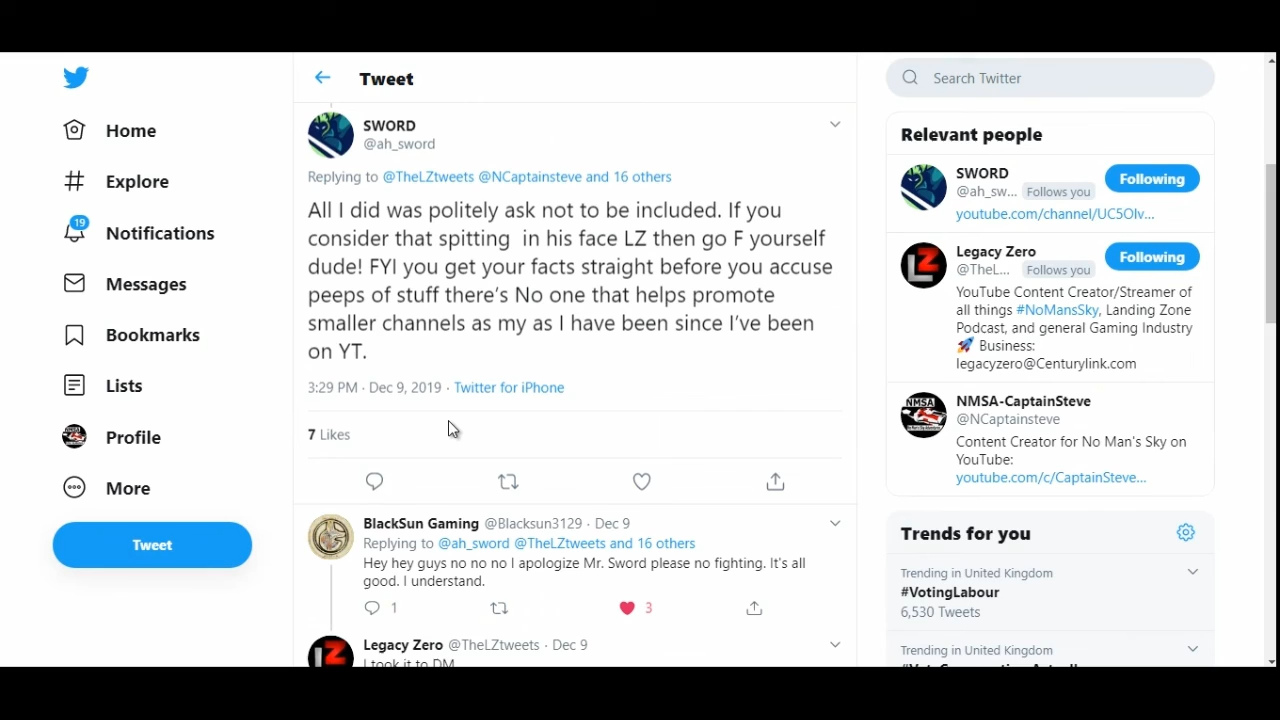 Home
Explore
19
Notifications
Messages
Bookmarks
Lists
Profile
More
Tweet
Tweet
SWORD
@ah_sword
Replying to @TheLZtweets @NCaptainsteve and 16 others
All I did was politely ask not to be included. If you
consider that spitting  in his face LZ then go F yourself
dude! FYI you get your facts straight before you accuse
peeps of stuff there's No one that helps promote
smaller channels as my as I have been since I've been
on YT.
3:29 PM · Dec 9, 2019 · Twitter for iPhone
7 Likes
BlackSun Gaming @Blacksun3129 · Dec 9
Replying to @ah_sword @TheLZtweets and 16 others
Hey hey guys no no no I apologize Mr. Sword please no fighting. It's all
good. I understand.
1
3
Legacy Zero @TheLZtweets · Dec 9
I took it to DM
Search Twitter
Relevant people
SWORD
@ah_sw... Follows you
Following
youtube.com/channel/UC5Olv...
Legacy Zero
@TheL... Follows you
Following
YouTube Content Creator/Streamer of
all things #NoMansSky, Landing Zone
Podcast, and general Gaming Industry
🚀 Business:
legacyzero@Centurylink.com
NMSA-CaptainSteve
@NCaptainsteve
Content Creator for No Man's Sky on
YouTube:
youtube.com/c/CaptainSteve...
Trends for you
Trending in United Kingdom
#VotingLabour
6,530 Tweets
Trending in United Kingdom